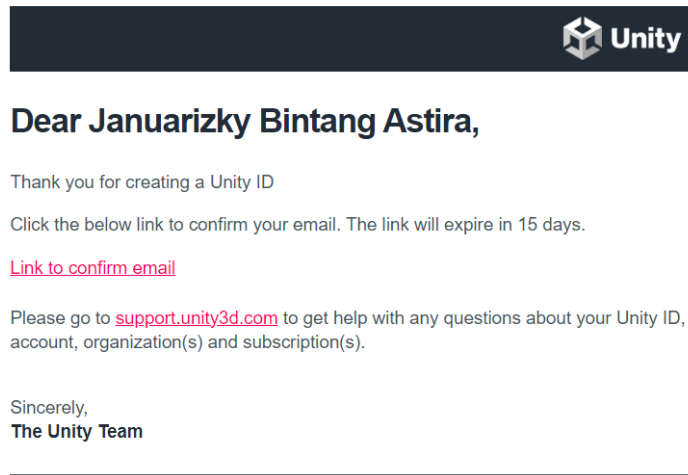 Unity
Dear Januarizky Bintang Astira,
Thank you for creating a Unity ID
Click the below link to confirm your email. The link will expire in 15 days.
Link to confirm email
Please go to support.unity3d.com to get help with any questions about your Unity ID,
account, organization(s) and subscription(s).
Sincerely,
The Unity Team